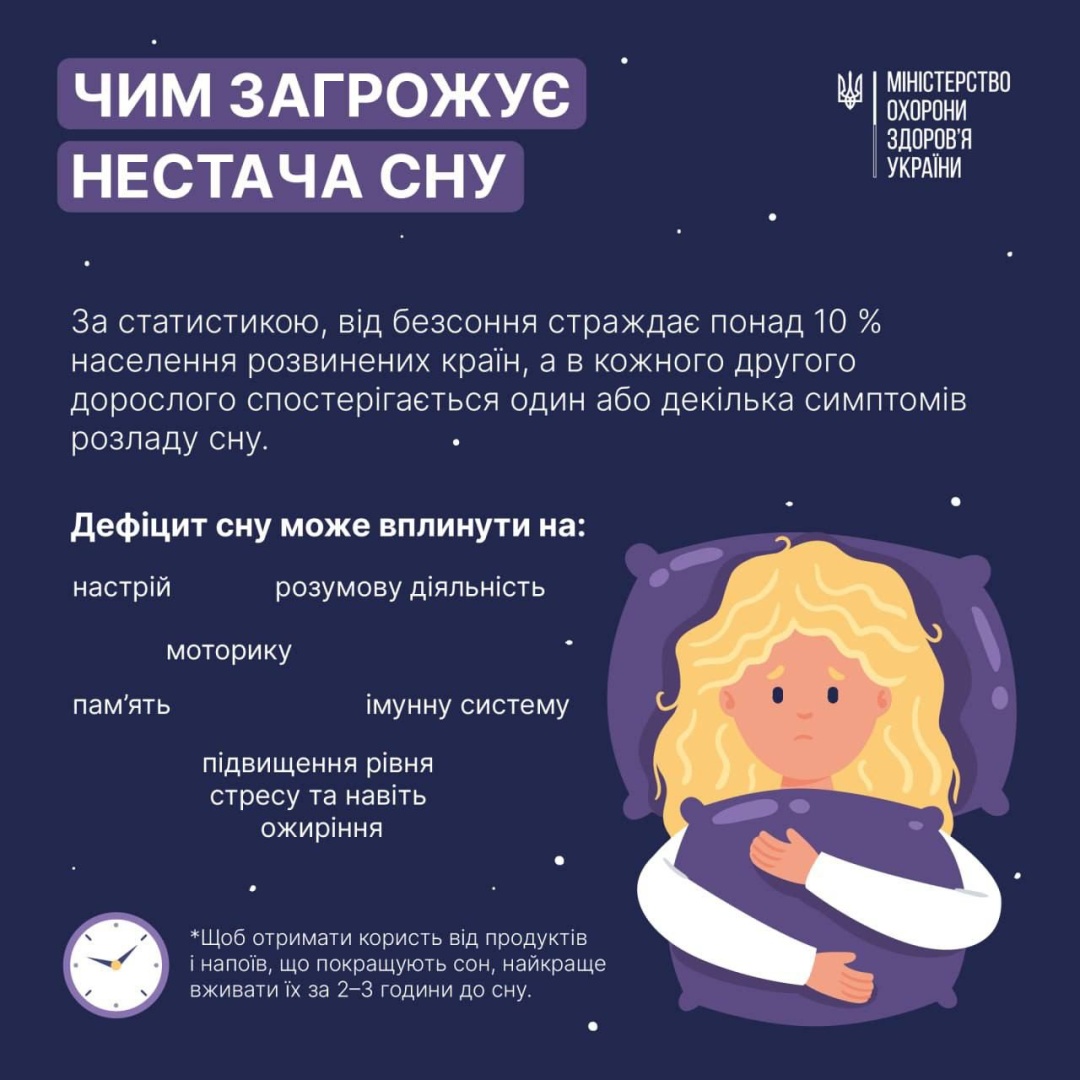 ЧИМ ЗАГРОЖУЄ
НЕСТАЧА СНУ
МІНІСТЕРСТВО
ОХОРОНИ
ЗДОРОВ'Я
УКРАЇНИ
За статистикою, від безсоння страждає понад 10 %
населення розвинених країн, а в кожного другого
дорослого спостерігається один або декілька симптомів
розладу сну.
Дефіцит сну може вплинути на:
настрій розумову діяльність
моторику
пам’ять імунну систему
підвищення рівня
стресу та навіть
ожиріння
*Щоб отримати користь від продуктів
і напоїв, що покращують сон, найкраще
вживати їх за 2–3 години до сну.